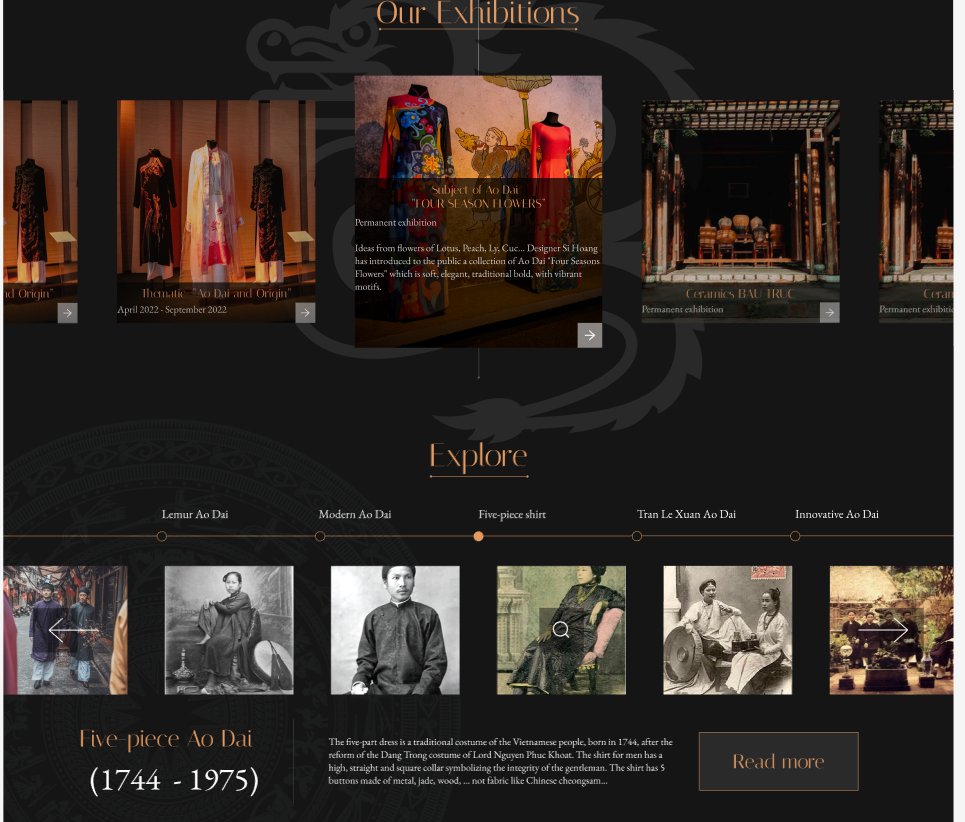 Our Exhibitions
nd Origin"
Thematic "Ao Dai and Origin"
April 2022 - September 2022
Subject of Ao Dai
"FOUR SEASON FLOWERS"
Permanent exhibition
Ideas from flowers of Lotus, Peach, Ly, Cuc... Designer Si Hoang
has introduced to the public a collection of Ao Dai "Four Seasons
Flowers" which is soft, elegant, traditional bold, with vibrant
motifs.
Ceramics BAU TRUC
Permanent exhibition
Ceram
Permanent exhibitio
Explore
Lemur Ao Dai
Modern Ao Dai
Five-piece shirt
Tran Le Xuan Ao Dai
Innovative Ao Dai
Five-piece Ao Dai
(1744 - 1975)
The five-part dress is a traditional costume of the Vietnamese people, born in 1744, after the
reform of the Dang Trong costume of Lord Nguyen Phuc Khoat. The shirt for men has a
high, straight and square collar symbolizing the integrity of the gentleman. The shirt has 5
buttons made of metal, jade, wood, ... not fabric like Chinese cheongsam...
Read more